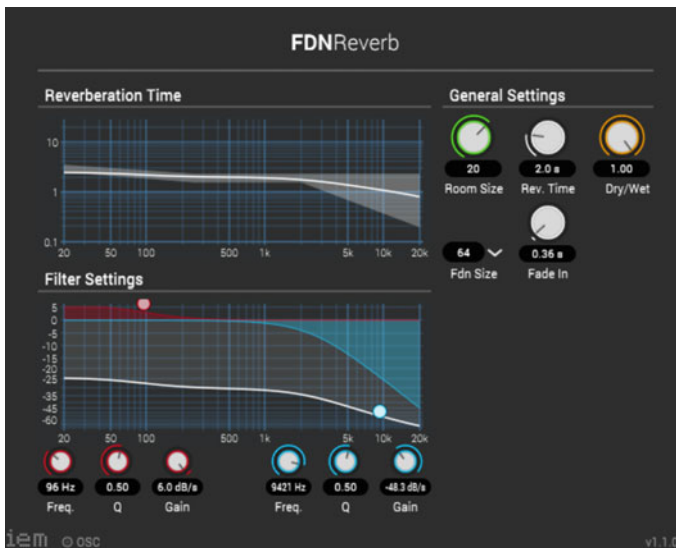 FDNReverb
Reverberation Time
10
1
0.1
20 50 100 500 1k 5k 10k 20k
General Settings
20 2.0 s 1.00
Room Size Rev. Time Dry/Wet
64 0.36 s
Fdn Size Fade In
Filter Settings
5
0
-5
-10
-15
-20
-25
-35
-45
-60
20 50 100 500 1k 5k 10k 20k
96 Hz 0.50 6.0 dB/s 9421 Hz 0.50 -48.3 dB/s
Freq. Q Gain Freq. Q Gain
iem OSC v1.1.0